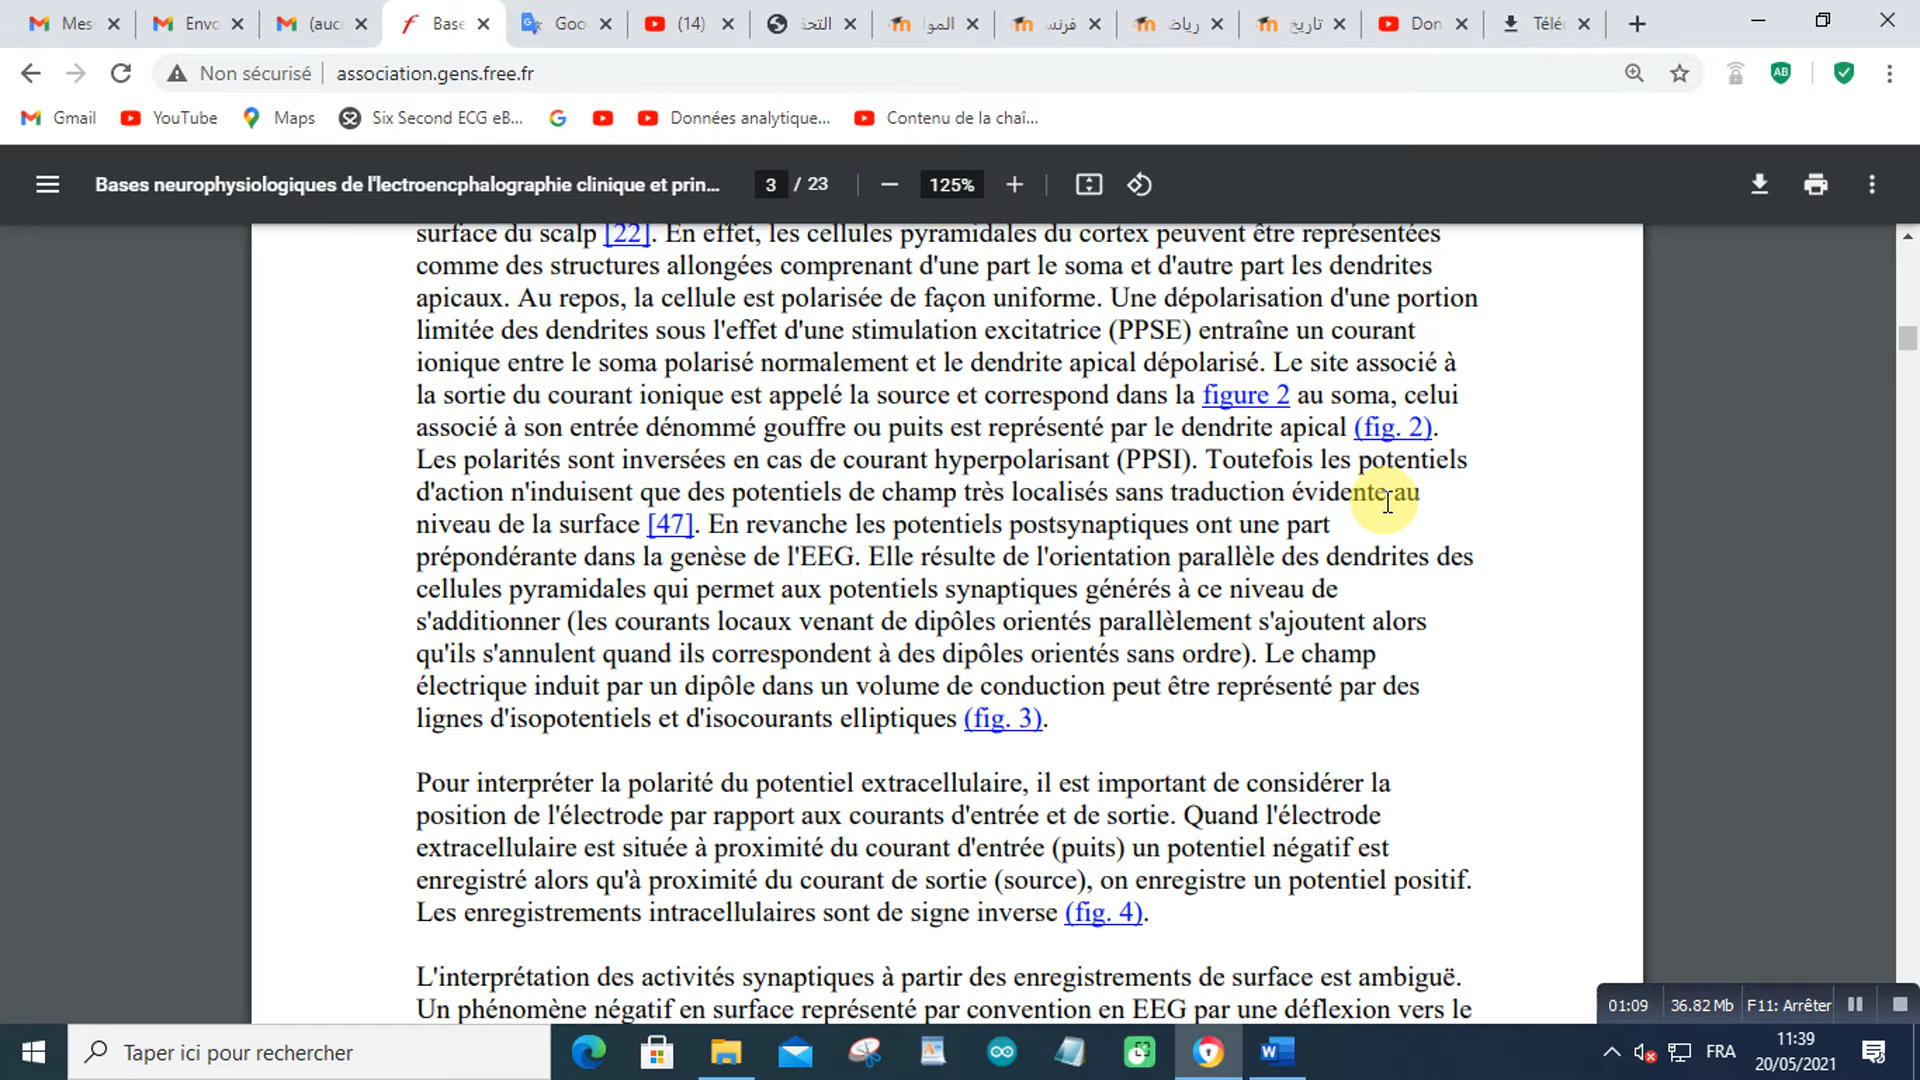 Mes
Envo
(auc
Base
Goo
(14)
التحذ
الموا
فرنس
رياض
تاريخ
Don
Téléc
Non sécurisé
association.gens.free.fr
AB
Gmail
YouTube
Maps
Six Second ECG eB...
Données analytique...
Contenu de la chaî...
Bases neurophysiologiques de l'lectroencphalographie clinique et prin...
3 / 23
125%
surface du scalp [22]. En effet, les cellules pyramidales du cortex peuvent être représentées
comme des structures allongées comprenant d'une part le soma et d'autre part les dendrites
apicaux. Au repos, la cellule est polarisée de façon uniforme. Une dépolarisation d'une portion
limitée des dendrites sous l'effet d'une stimulation excitatrice (PPSE) entraîne un courant
ionique entre le soma polarisé normalement et le dendrite apical dépolarisé. Le site associé à
la sortie du courant ionique est appelé la source et correspond dans la figure 2 au soma, celui
associé à son entrée dénommé gouffre ou puits est représenté par le dendrite apical (fig. 2).
Les polarités sont inversées en cas de courant hyperpolarisant (PPSI). Toutefois les potentiels
d'action n'induisent que des potentiels de champ très localisés sans traduction évidente au
niveau de la surface [47]. En revanche les potentiels postsynaptiques ont une part
prépondérante dans la genèse de l'EEG. Elle résulte de l'orientation parallèle des dendrites des
cellules pyramidales qui permet aux potentiels synaptiques générés à ce niveau de
s'additionner (les courants locaux venant de dipôles orientés parallèlement s'ajoutent alors
qu'ils s'annulent quand ils correspondent à des dipôles orientés sans ordre). Le champ
électrique induit par un dipôle dans un volume de conduction peut être représenté par des
lignes d'isopotentiels et d'isocourants elliptiques (fig. 3).
Pour interpréter la polarité du potentiel extracellulaire, il est important de considérer la
position de l'électrode par rapport aux courants d'entrée et de sortie. Quand l'électrode
extracellulaire est située à proximité du courant d'entrée (puits) un potentiel négatif est
enregistré alors qu'à proximité du courant de sortie (source), on enregistre un potentiel positif.
Les enregistrements intracellulaires sont de signe inverse (fig. 4).
L'interprétation des activités synaptiques à partir des enregistrements de surface est ambiguë.
Un phénomène négatif en surface représenté par convention en EEG par une déflexion vers le
01:09
36.82 Mb
F11: Arrêter
Taper ici pour rechercher
FRA
11:39
20/05/2021